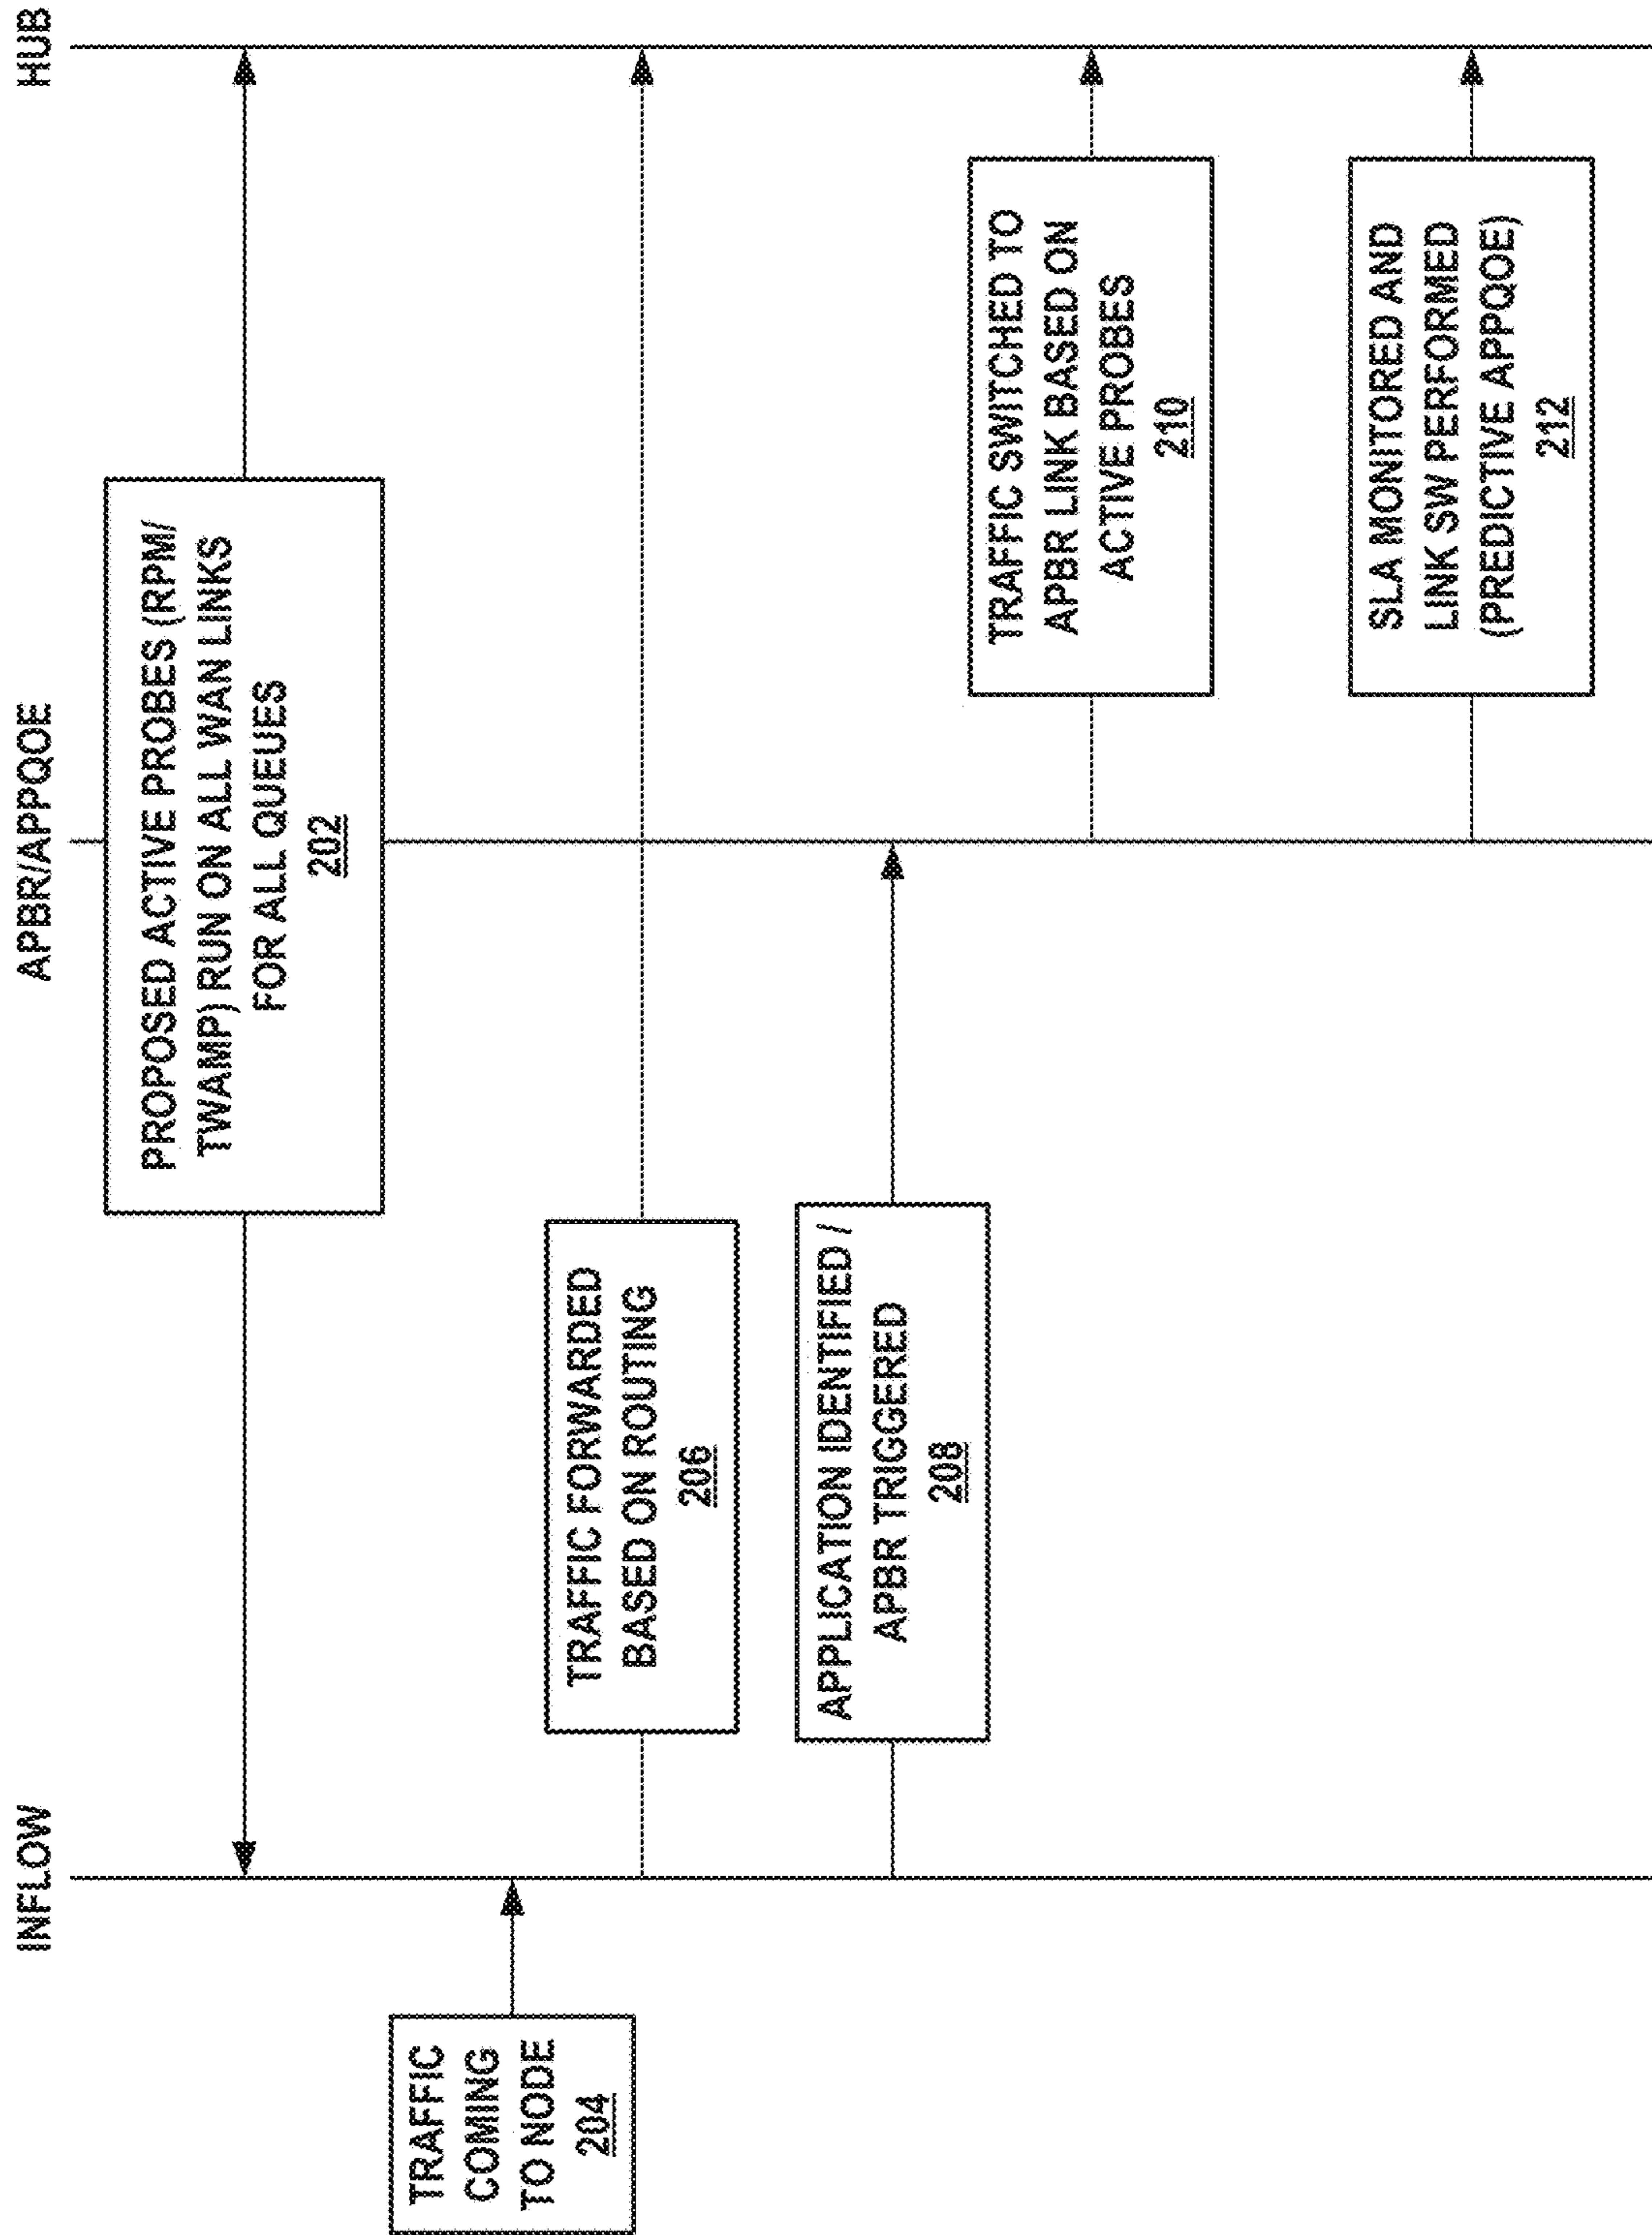 INFLOW
APBR/APPQOE
HUB
PROPOSED ACTIVE PROBES (RPM/
TWAMP) RUN ON ALL WAN LINKS
FOR ALL QUEUES
202
TRAFFIC
COMING
TO NODE
204
TRAFFIC FORWARDED
BASED ON ROUTING
206
APPLICATION IDENTIFIED /
APBR TRIGGERED
208
TRAFFIC SWITCHED TO
APBR LINK BASED ON
ACTIVE PROBES
210
SLA MONITORED AND
LINK SW PERFORMED
(PREDICTIVE APPQOE)
212